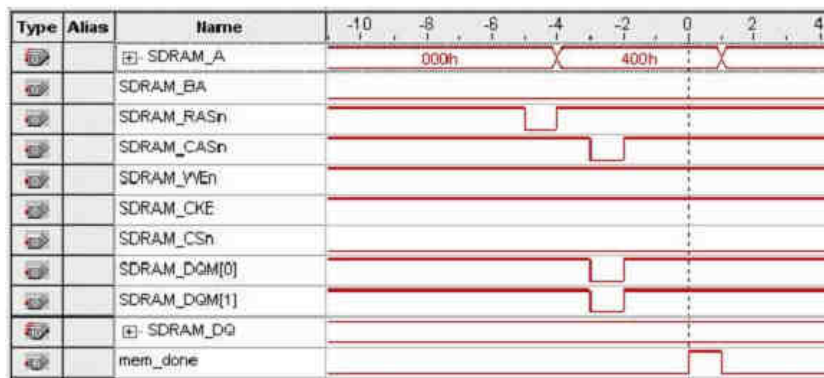 Type Alias Name -10 -8 -6 -4 -2 0 2 4
SDRAM_A 000h 400h
SDRAM_BA
SDRAM_RASn
SDRAM_CASn
SDRAM_WEn
SDRAM_CKE
SDRAM_CSn
SDRAM_DQM[0]
SDRAM_DQM[1]
SDRAM_DQ
mem_done